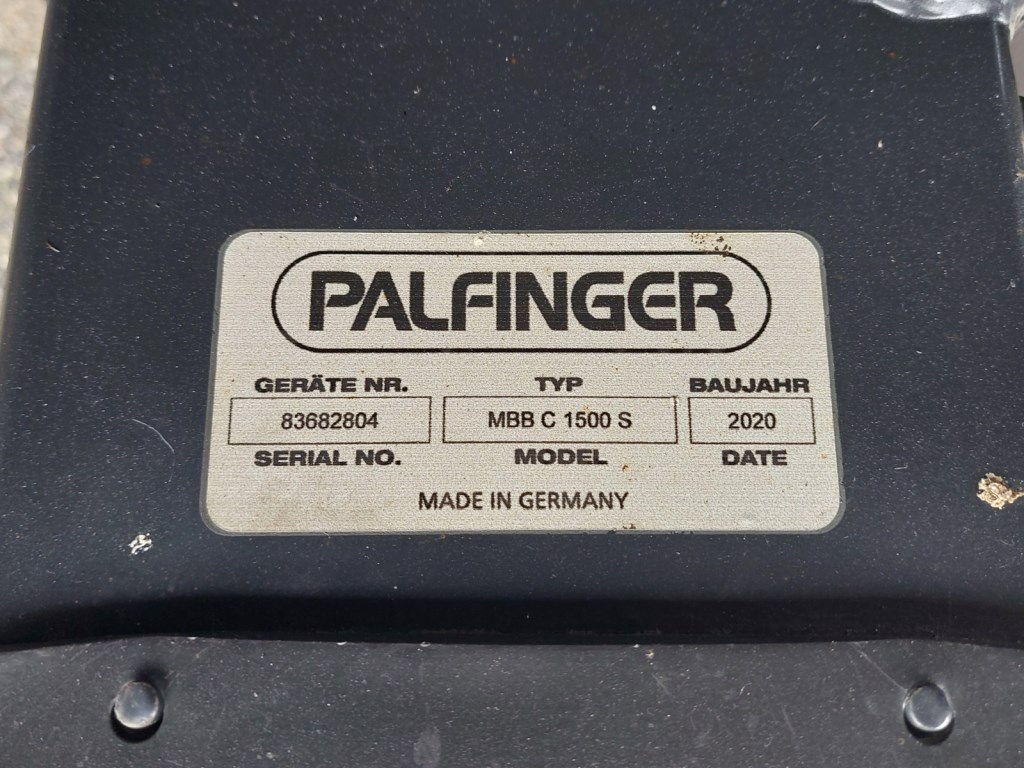 PALFINGER
GERÄTE NR. TYP BAUJAHR
83682804 MBB C 1500 S 2020
SERIAL NO. MODEL DATE
MADE IN GERMANY